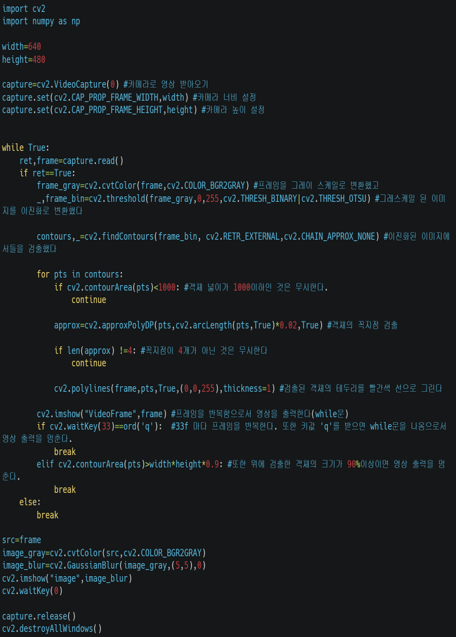 import cv2
import numpy as np
width=640
height=480
capture=cv2.VideoCapture(0) #카메라로 영상 받아오기
capture.set(cv2.CAP_PROP_FRAME_WIDTH,width) #카메라 너비 설정
capture.set(cv2.CAP_PROP_FRAME_HEIGHT,height) #카메라 높이 설정
while True:
    ret,frame=capture.read()
    if ret==True:
        frame_gray=cv2.cvtColor(frame,cv2.COLOR_BGR2GRAY) #프레임을 그레이 스케일로 변환했고
        _,frame_bin=cv2.threshold(frame_gray,0,255,cv2.THRESH_BINARY|cv2.THRESH_OTSU) #그레스케일 된 이미
지를 이진화로 변환했다
        contours,_=cv2.findContours(frame_bin, cv2.RETR_EXTERNAL,cv2.CHAIN_APPROX_NONE) #이진화된 이미지에
서들을 검출했다
        for pts in contours:
            if cv2.contourArea(pts)<1000: #객체 넓이가 1000이하인 것은 무시한다.
                continue
            approx=cv2.approxPolyDP(pts,cv2.arcLength(pts,True)*0.02,True) #객체의 꼭지점 검출
            if len(approx) !=4: #꼭지점이 4개가 아닌 것은 무시한다
                continue
            cv2.polylines(frame,pts,True,(0,0,255),thickness=1) #검출된 객체의 테두리를 빨간색 선으로 그린다
        cv2.imshow("VideoFrame",frame) #프레임을 반복함으로서 영상을 출력한다(while문)
        if cv2.waitKey(33)==ord('q'):  #33f 마다 프레임을 반복한다. 또한 키값 'q'를 받으면 while문을 나옴으로서
영상 출력을 멈춘다.
            break
        elif cv2.contourArea(pts)>width*height*0.9: #또한 위에 검출한 객체의 크기가 90%이상이면 영상 출력을 멈
춘다.
            break
    else:
        break
src=frame
image_gray=cv2.cvtColor(src,cv2.COLOR_BGR2GRAY)
image_blur=cv2.GaussianBlur(image_gray,(5,5),0)
cv2.imshow("image",image_blur)
cv2.waitKey(0)
capture.release()
cv2.destroyAllWindows()